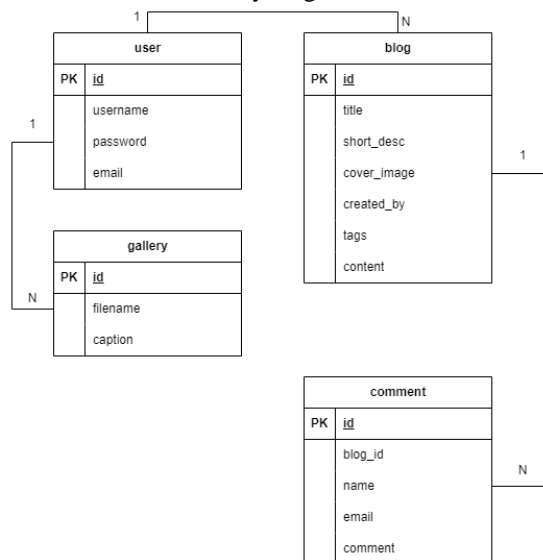 1
N
user
PK id
username
password
email
blog
PK id
title
short_desc
cover_image
created_by
tags
content
1
N
gallery
PK id
filename
caption
1
N
comment
PK id
blog_id
name
email
comment